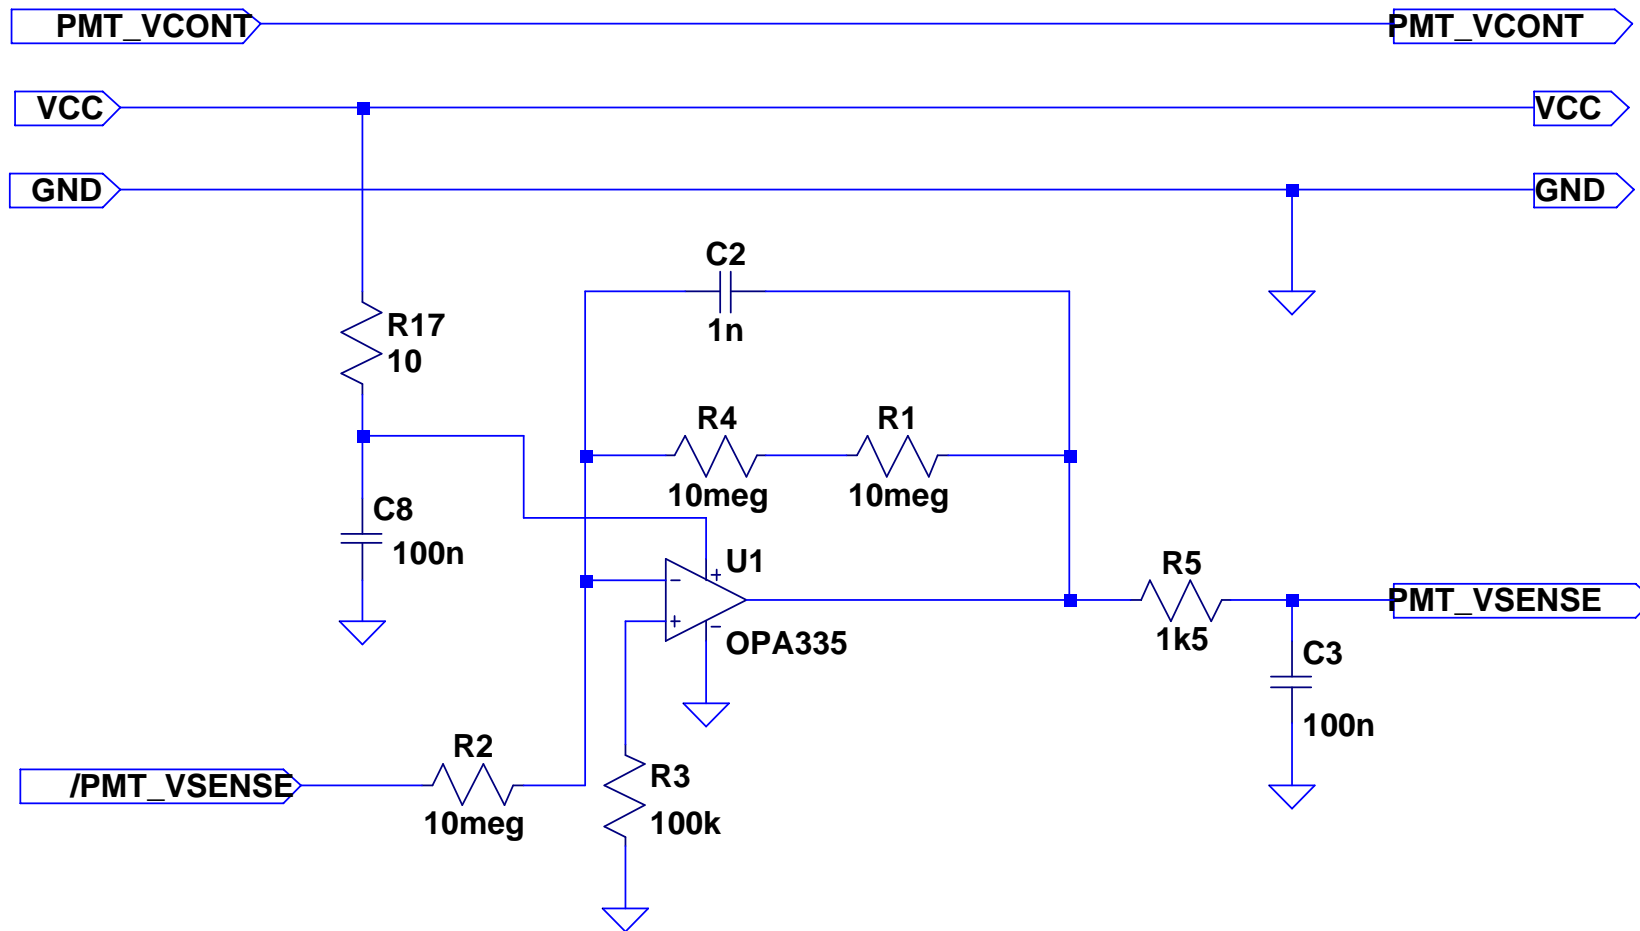 PMT_VCONT PMT_VCONT
VCC VCC
GND GND
C2
1n
R17
10
R4 R1
10meg 10meg
C8
100n
+ U1
-
+
-
OPA335
R5
1k5
PMT_VSENSE
C3
100n
R2
/PMT_VSENSE
10meg
R3
100k